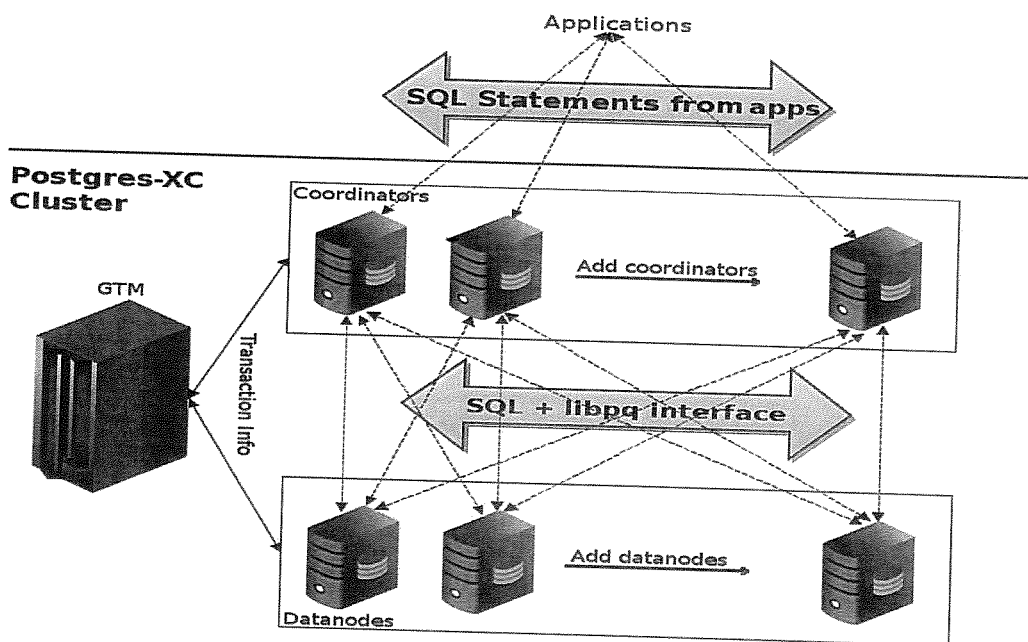 Applications
SQL Statements from apps
Postgres-XC
Cluster
Coordinators
Add coordinators
GTM
Transaction Info
SQL + libpq interface
Add datanodes
Datanodes